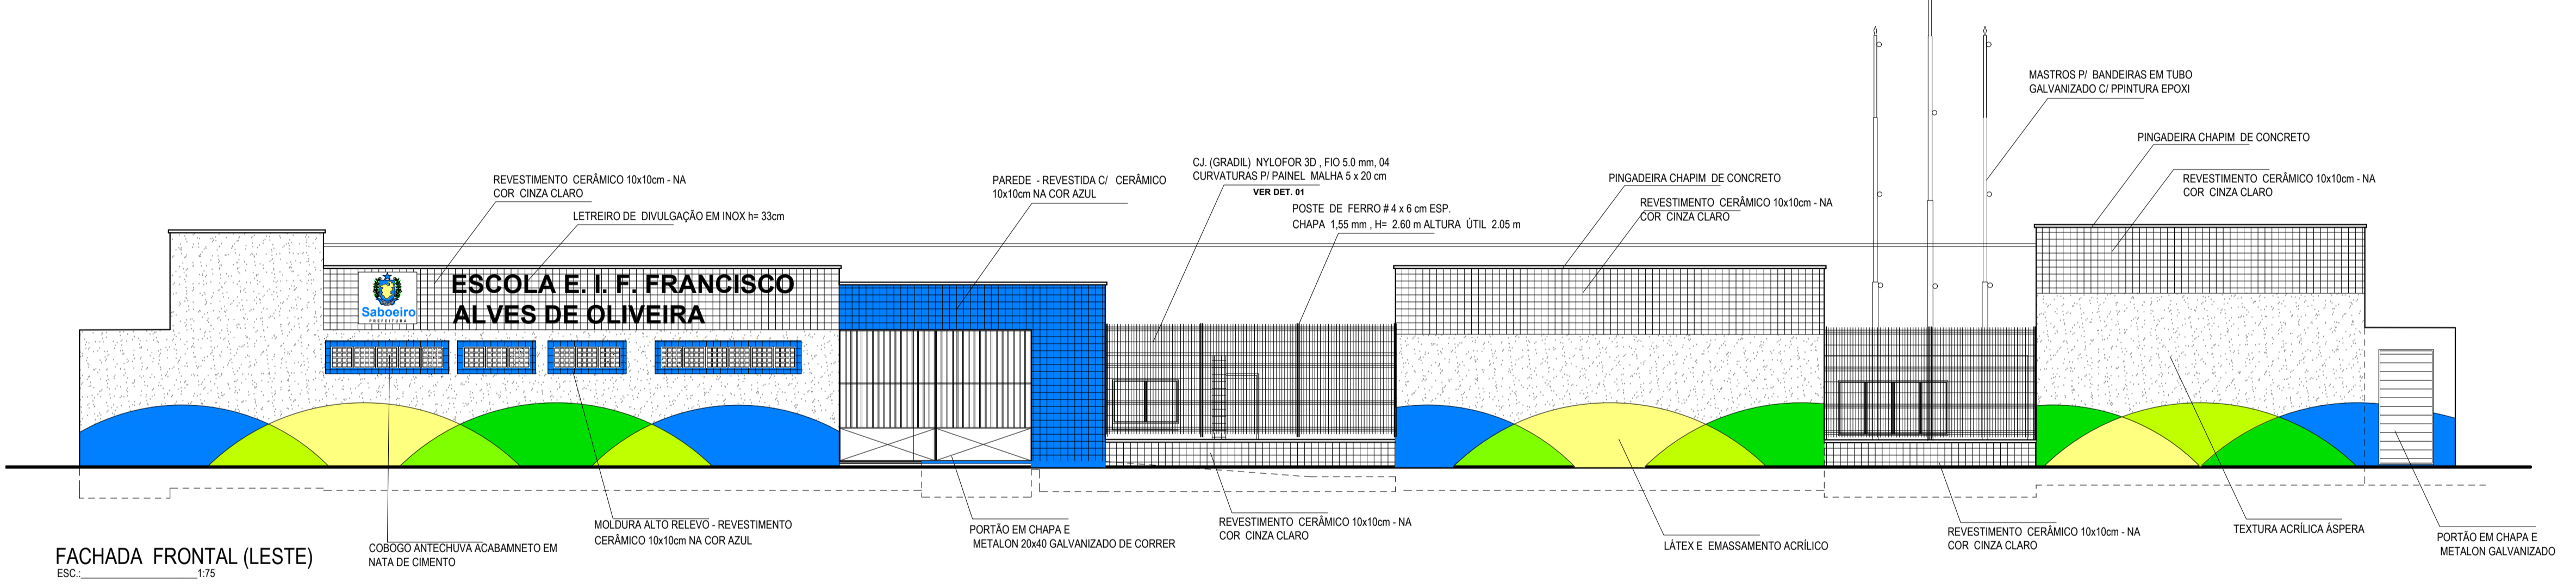 MASTROS P/ BANDEIRAS EM TUBO
GALVANIZADO C/ PPINTURA EPOXI
PINGADEIRA CHAPIM DE CONCRETO
REVESTIMENTO CERÂMICO 10x10cm - NA
COR CINZA CLARO
CJ. (GRADIL) NYLOFOR 3D , FIO 5.0 mm, 04
CURVATURAS P/ PAINEL MALHA 5 x 20 cm
VER DET. 01
POSTE DE FERRO # 4 x 6 cm ESP.
CHAPA 1,55 mm , H= 2.60 m ALTURA ÚTIL 2.05 m
PINGADEIRA CHAPIM DE CONCRETO
REVESTIMENTO CERÂMICO 10x10cm - NA
COR CINZA CLARO
PAREDE - REVESTIDA C/ CERÂMICO
10x10cm NA COR AZUL
REVESTIMENTO CERÂMICO 10x10cm - NA
COR CINZA CLARO
LETREIRO DE DIVULGAÇÃO EM INOX h= 33cm
ESCOLA E. I. F. FRANCISCO
ALVES DE OLIVEIRA
Saboeiro
PREFEITURA
COBOGO ANTECHUVA ACABAMNETO EM
NATA DE CIMENTO
MOLDURA ALTO RELEVO - REVESTIMENTO
CERÂMICO 10x10cm NA COR AZUL
PORTÃO EM CHAPA E
METALON 20x40 GALVANIZADO DE CORRER
REVESTIMENTO CERÂMICO 10x10cm - NA
COR CINZA CLARO
LÁTEX E EMASSAMENTO ACRÍLICO
REVESTIMENTO CERÂMICO 10x10cm - NA
COR CINZA CLARO
TEXTURA ACRÍLICA ÁSPERA
PORTÃO EM CHAPA E
METALON GALVANIZADO
FACHADA FRONTAL (LESTE)
ESC.:____________________1:75